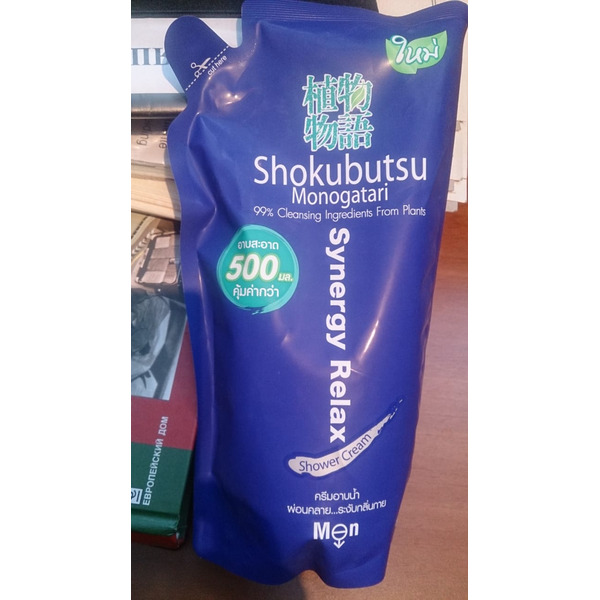 cut here
ใหม่
植物
物語
Shokubutsu
Monogatari
99% Cleansing Ingredients From Plants
อาบสะอาด
500 มล.
คุ้มค่ากว่า
Synergy Relax
Shower Cream
ครีมอาบน้ำ
ผ่อนคลาย...ระงับกลิ่นกาย
Men
ЕВРОПЕЙСКИЙ ДОМ